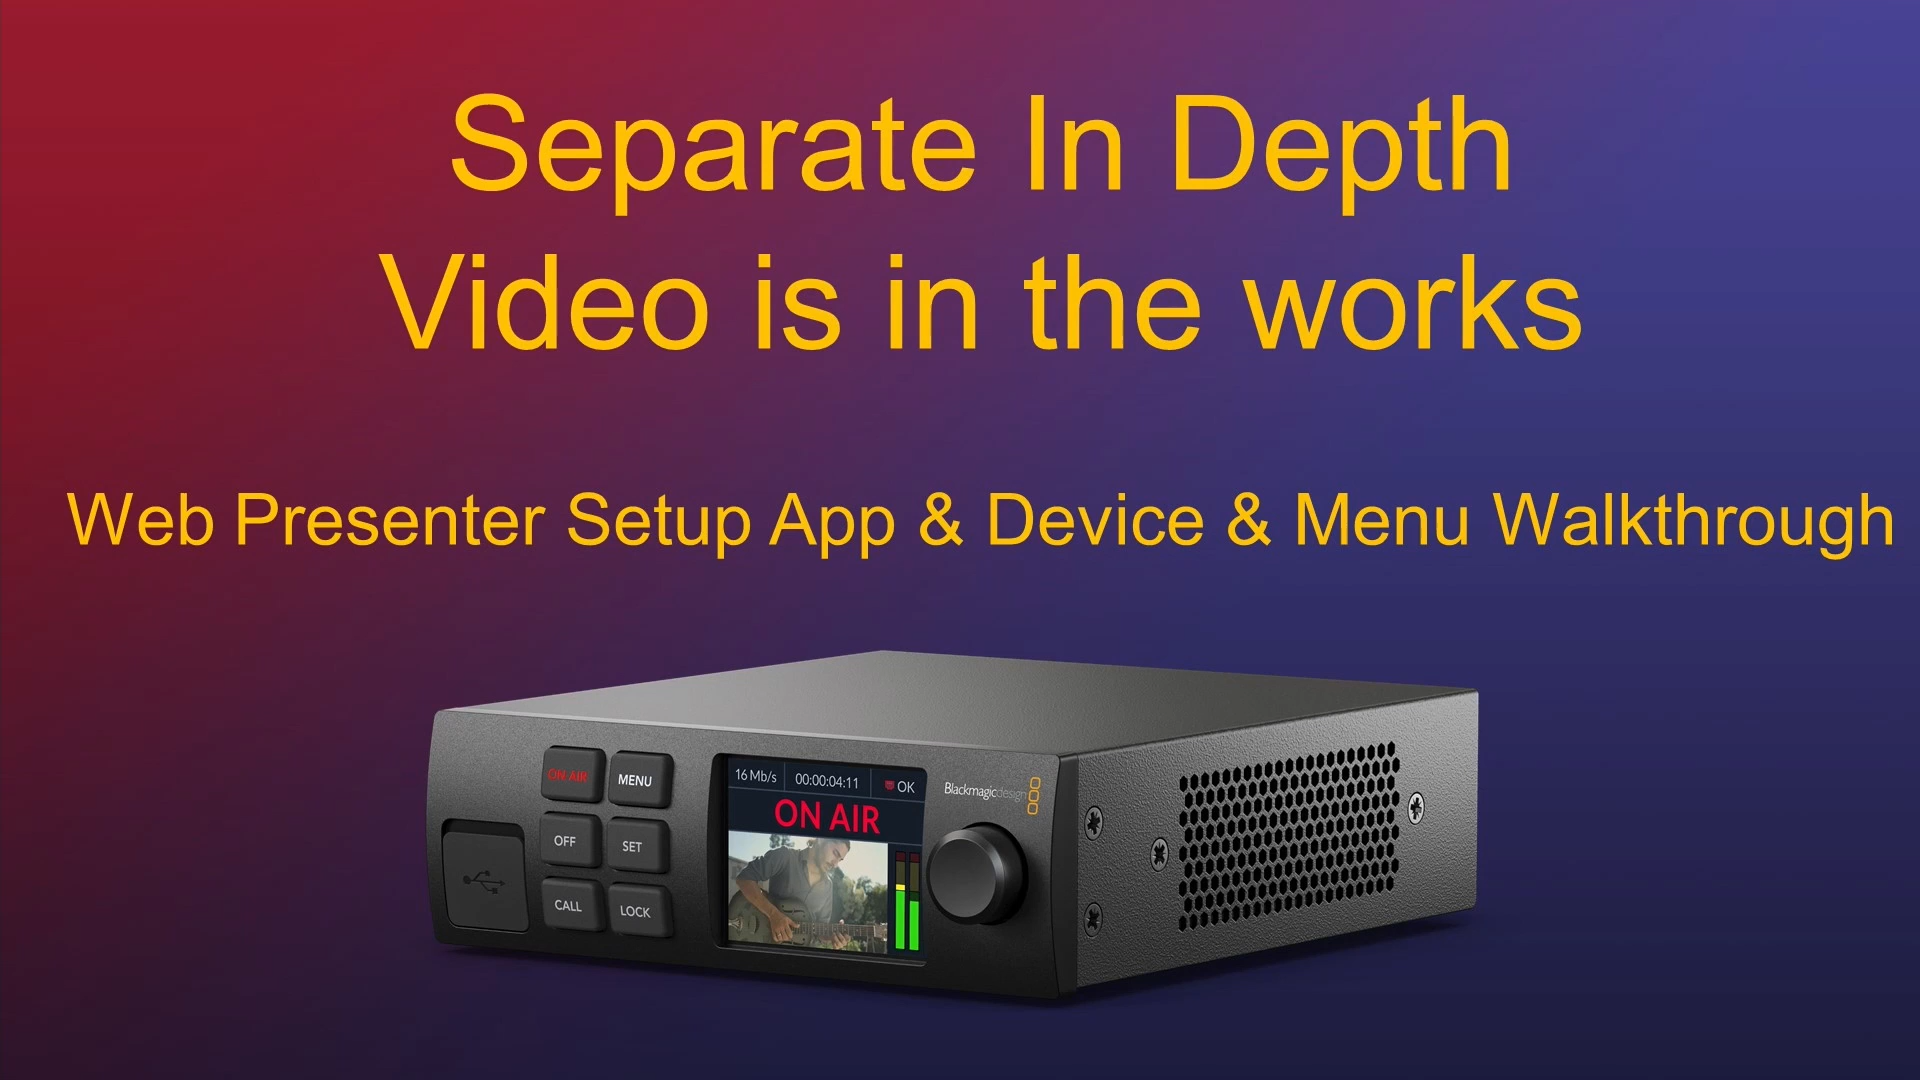 Separate In Depth
Video is in the works
Web Presenter Setup App & Device & Menu Walkthrough
ON AIR MENU
OFF SET
CALL LOCK
16 Mb/s 00:00:04:11 OK
ON AIR
Blackmagicdesign